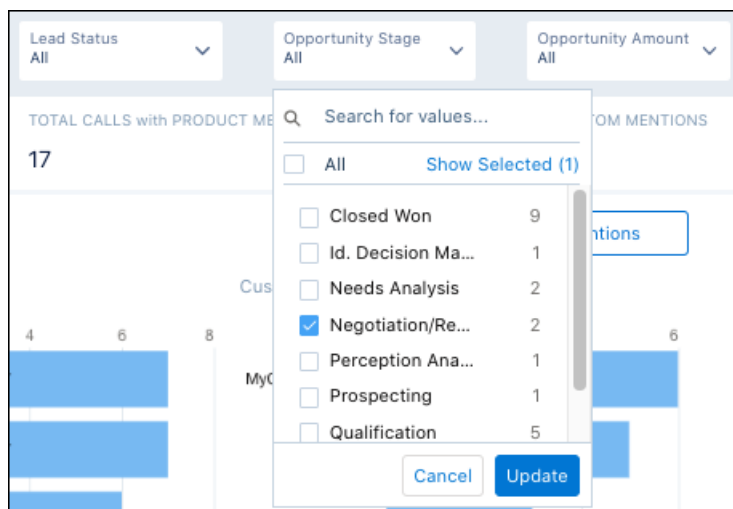 Lead Status
All
Opportunity Stage
All
Opportunity Amount
All
TOTAL CALLS with PRODUCT ME
17
OM MENTIONS
Search for values...
All
Show Selected (1)
Closed Won 9
Id. Decision Ma... 1
Needs Analysis 2
Negotiation/Re... 2
Perception Ana... 1
Prospecting 1
Qualification 5
Cancel
Update
ntions
Cus
4 6 8
6